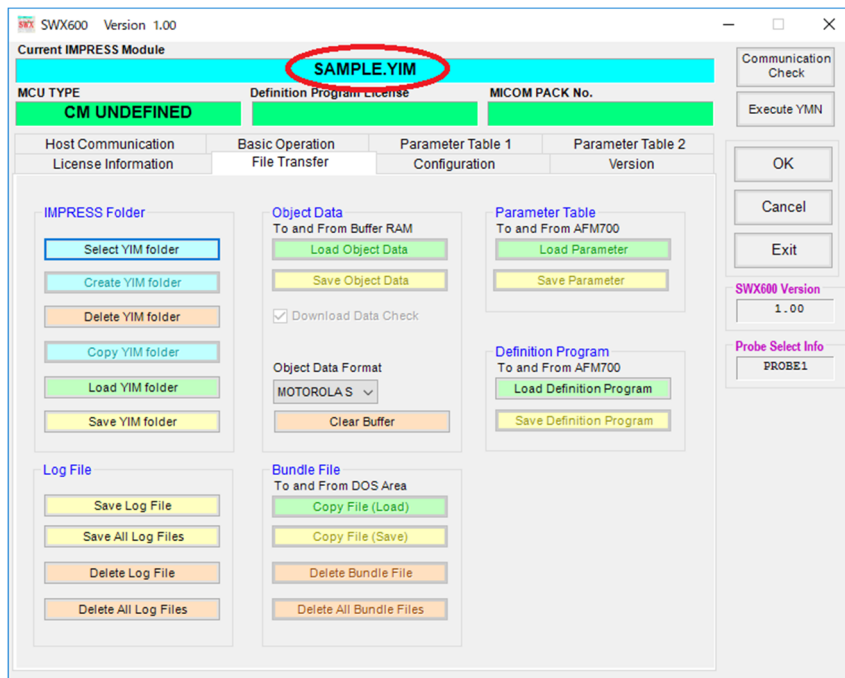 SWX600 Version 1.00
Current IMPRESS Module
SAMPLE.YIM
MCU TYPE Definition Program License MICOM PACK No.
CM UNDEFINED
Communication Check
Execute YMN
Host Communication Basic Operation Parameter Table 1 Parameter Table 2
License Information File Transfer Configuration Version
OK
Cancel
Exit
SWX600 Version
1.00
Probe Select Info
PROBE1
IMPRESS Folder
Select YIM folder
Create YIM folder
Delete YIM folder
Copy YIM folder
Load YIM folder
Save YIM folder
Object Data
To and From Buffer RAM
Load Object Data
Save Object Data
Download Data Check
Object Data Format
MOTOROLA S
Clear Buffer
Parameter Table
To and From AFM700
Load Parameter
Save Parameter
Definition Program
To and From AFM700
Load Definition Program
Save Definition Program
Log File
Save Log File
Save All Log Files
Delete Log File
Delete All Log Files
Bundle File
To and From DOS Area
Copy File (Load)
Copy File (Save)
Delete Bundle File
Delete All Bundle Files